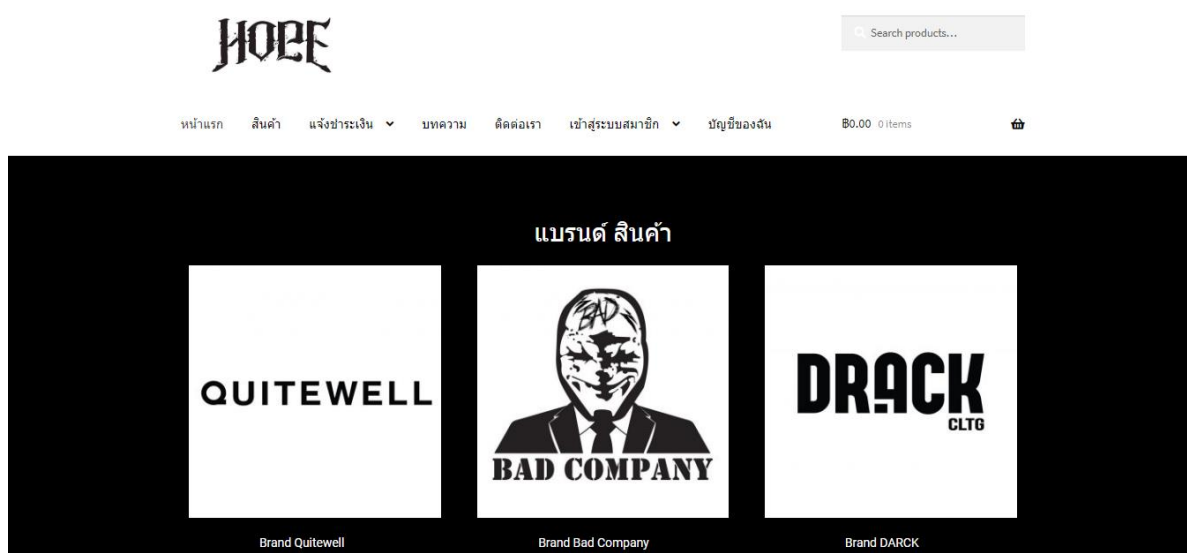 HOPE
Search products...
หน้าแรก สินค้า แจ้งชำระเงิน บทความ ติดต่อเรา เข้าสู่ระบบสมาชิก บัญชีของฉัน ฿0.00 0 items
แบรนด์ สินค้า
BAD
QUITEWELL
BAD COMPANY
DRACK
CLTG
Brand Quitewell Brand Bad Company Brand DARCK